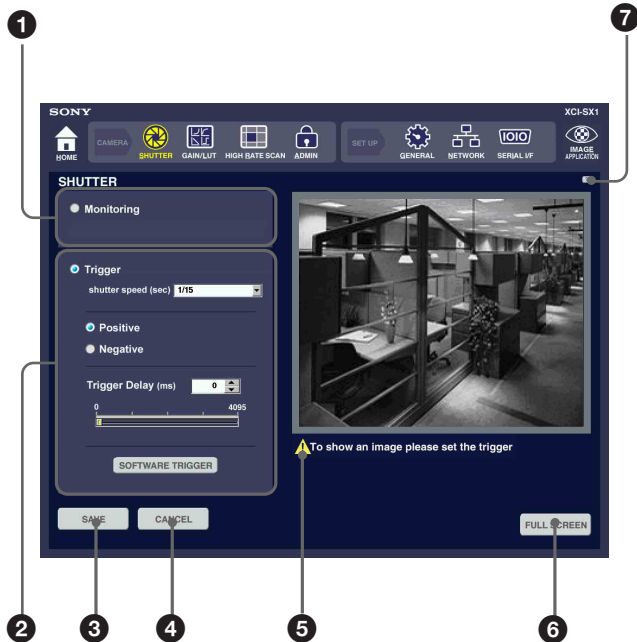 1
7
SONY
XCI-SX1
HOME
CAMERA
SHUTTER
GAIN/LUT
HIGH RATE SCAN
ADMIN
SET UP
GENERAL
NETWORK
IOIO
SERIAL I/F
IMAGE APPLICATION
SHUTTER
Monitoring
Trigger
shutter speed (sec) 1/15
Positive
Negative
Trigger Delay (ms) 0
0 4095
SOFTWARE TRIGGER
! To show an image please set the trigger
SAVE
CANCEL
FULL SCREEN
2
3
4
5
6